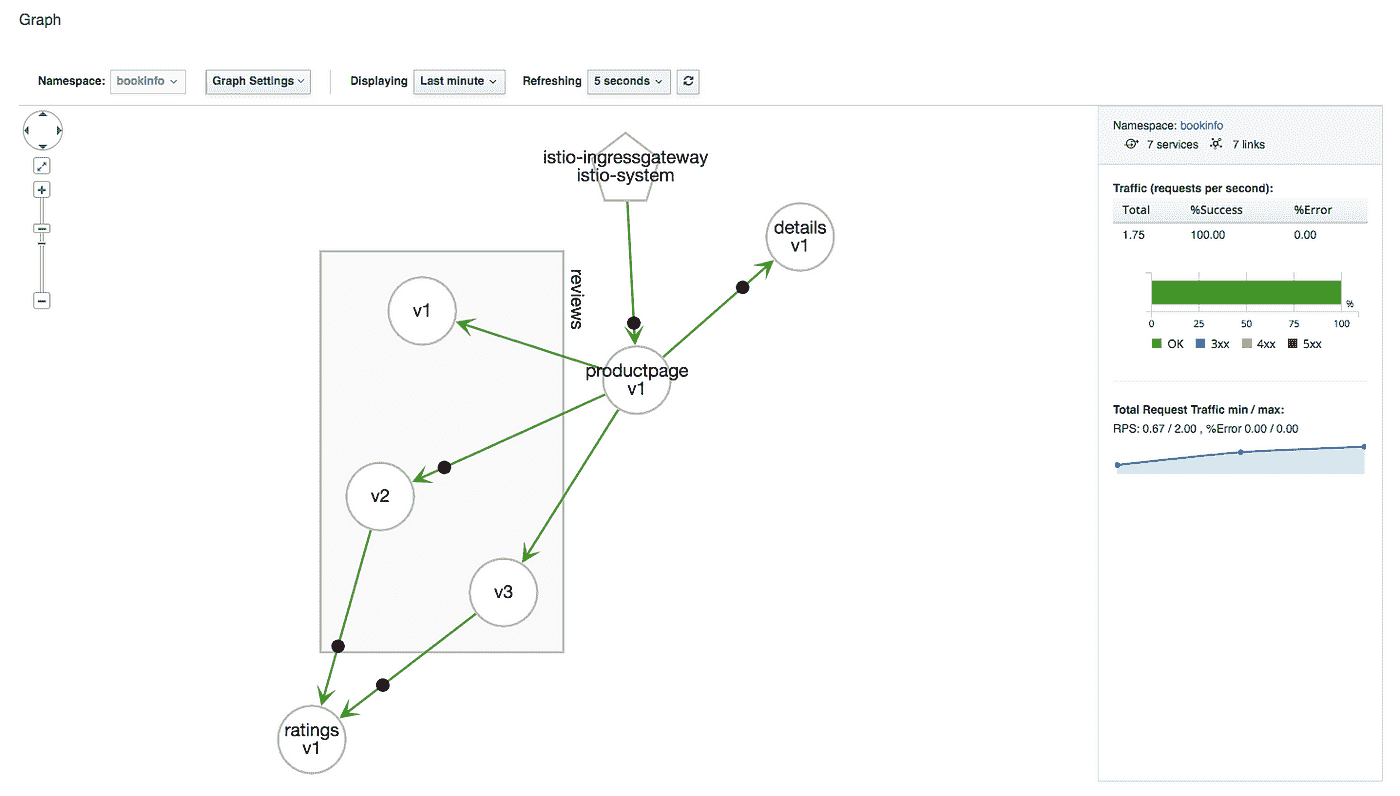 Graph
Namespace: bookinfo Graph Settings Displaying Last minute Refreshing 5 seconds
istio-ingressgateway
istio-system
details
v1
reviews
v1
productpage
v1
v2
v3
ratings
v1
Namespace: bookinfo
7 services 7 links
Traffic (requests per second):
Total %Success %Error
1.75 100.00 0.00
%
0 25 50 75 100
OK 3xx 4xx 5xx
Total Request Traffic min / max:
RPS: 0.67 / 2.00 , %Error 0.00 / 0.00